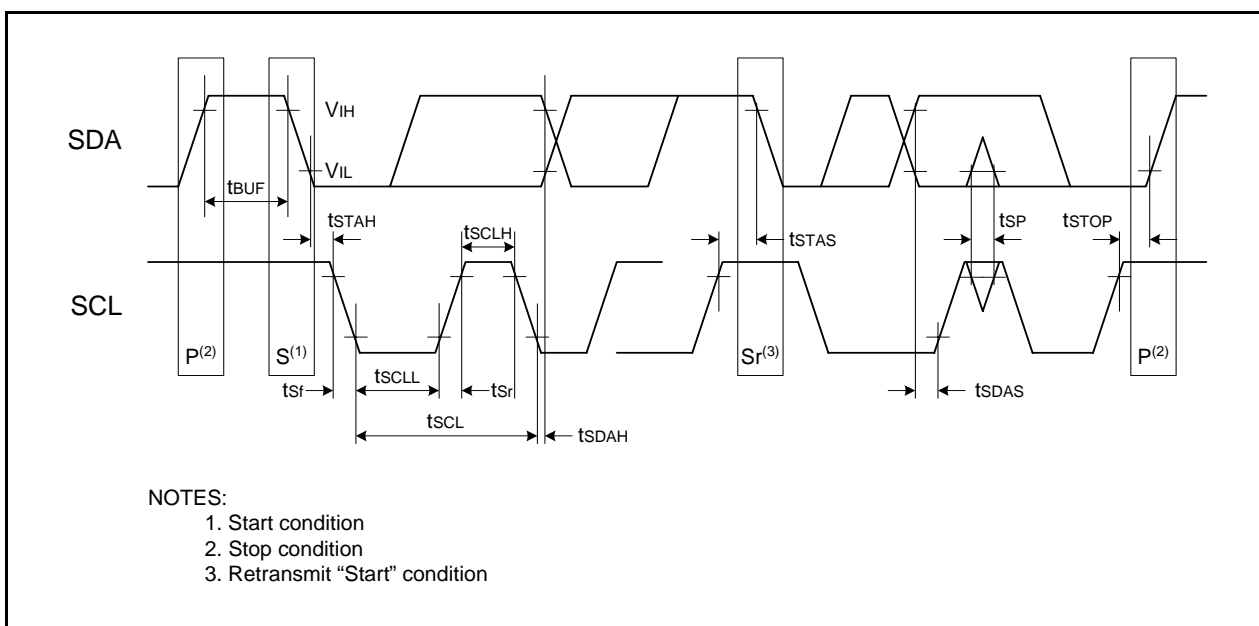 SDA
VIH
VIL
tBUF
tSTAH
tSCLH
tSTAS
tSP
tSTOP
SCL
P(2)
S(1)
Sr(3)
P(2)
tSf
tSCLL
tSr
tSCL
tSDAH
tSDAS
NOTES:
1. Start condition
2. Stop condition
3. Retransmit “Start” condition